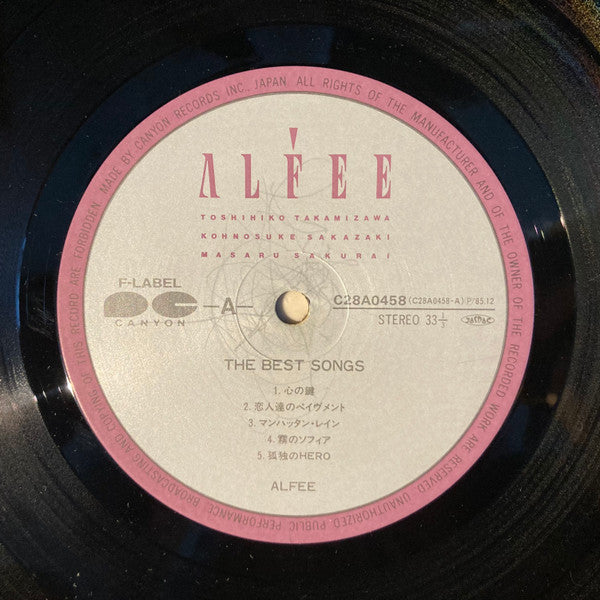 MADE BY CANYON RECORDS INC., JAPAN. ALL RIGHTS OF THE MANUFACTURER AND OF THE OWNER OF THE RECORDED WORK ARE RESERVED. UNAUTHORIZED. PUBLIC PERFORMANCE. BROADCASTING AND COPYING OF THIS RECORD ARE FORBIDDEN.
ALFEE
TOSHIHIKO TAKAMIZAWA
KOHNOSUKE SAKAZAKI
MASARU SAKURAI
F-LABEL
CANYON
-A-
C28A0458 (C28A0458-A) P/'85.12
STEREO 33⅓
JASRAC
THE BEST SONGS
1. 心の鍵
2. 恋人達のペイヴメント
3. マンハッタン・レイン
4. 霧のソフィア
5. 孤独のHERO
ALFEE